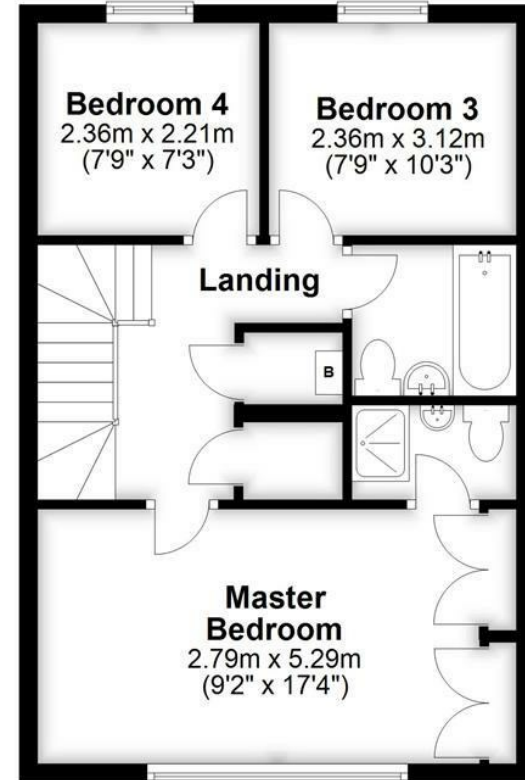 Bedroom 4
2.36m x 2.21m
(7'9" x 7'3")
Bedroom 3
2.36m x 3.12m
(7'9" x 10'3")
Landing
B
Master
Bedroom
2.79m x 5.29m
(9'2" x 17'4")